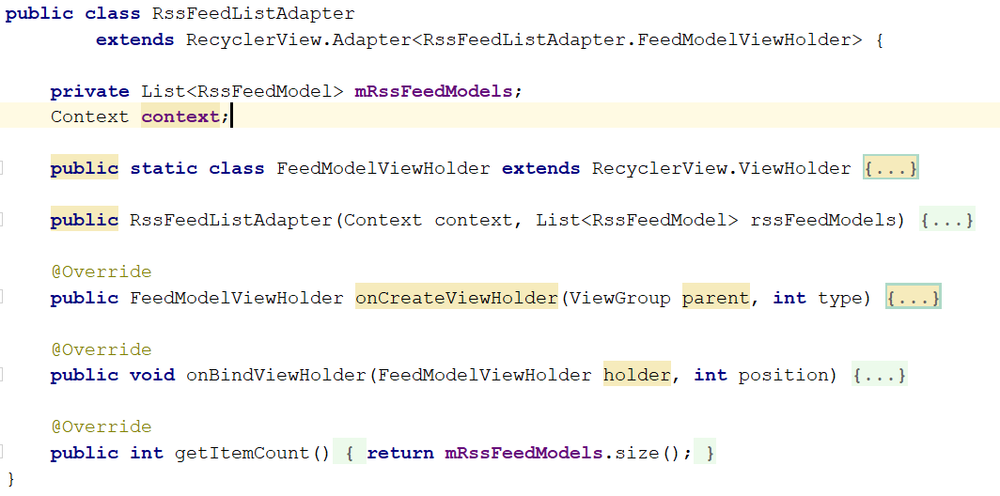 public class RssFeedListAdapter
extends RecyclerView.Adapter<RssFeedListAdapter.FeedModelViewHolder> {
private List<RssFeedModel> mRssFeedModels;
Context context;
public static class FeedModelViewHolder extends RecyclerView.ViewHolder {...}
public RssFeedListAdapter(Context context, List<RssFeedModel> rssFeedModels) {...}
@Override
public FeedModelViewHolder onCreateViewHolder(ViewGroup parent, int type) {...}
@Override
public void onBindViewHolder(FeedModelViewHolder holder, int position) {...}
@Override
public int getItemCount() { return mRssFeedModels.size(); }
}